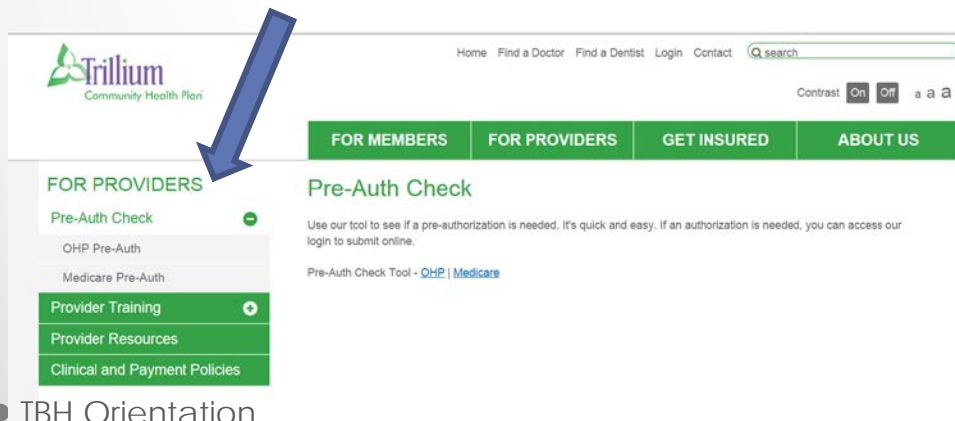 Trillium
Community Health Plan
Home Find a Doctor Find a Dentist Login Contact search
Contrast On Off a a a
FOR MEMBERS FOR PROVIDERS GET INSURED ABOUT US
FOR PROVIDERS
Pre-Auth Check
OHP Pre-Auth
Medicare Pre-Auth
Provider Training
Provider Resources
Clinical and Payment Policies
Pre-Auth Check
Use our tool to see if a pre-authorization is needed. It's quick and easy. If an authorization is needed, you can access our
login to submit online.
Pre-Auth Check Tool - OHP | Medicare
TBH Orientation